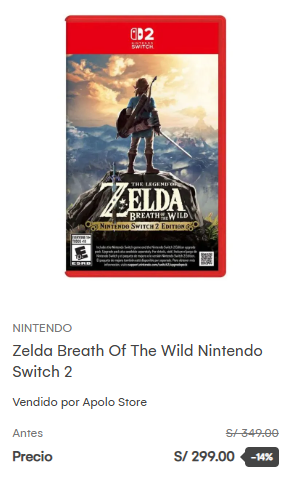 2
NINTENDO
SWITCH
THE LEGEND OF
ZELDA
BREATH OF THE WILD
NINTENDO SWITCH 2 EDITION
ESRB
NINTENDO
Zelda Breath Of The Wild Nintendo
Switch 2
Vendido por Apolo Store
Antes S/ 349.00
Precio S/ 299.00 -14%